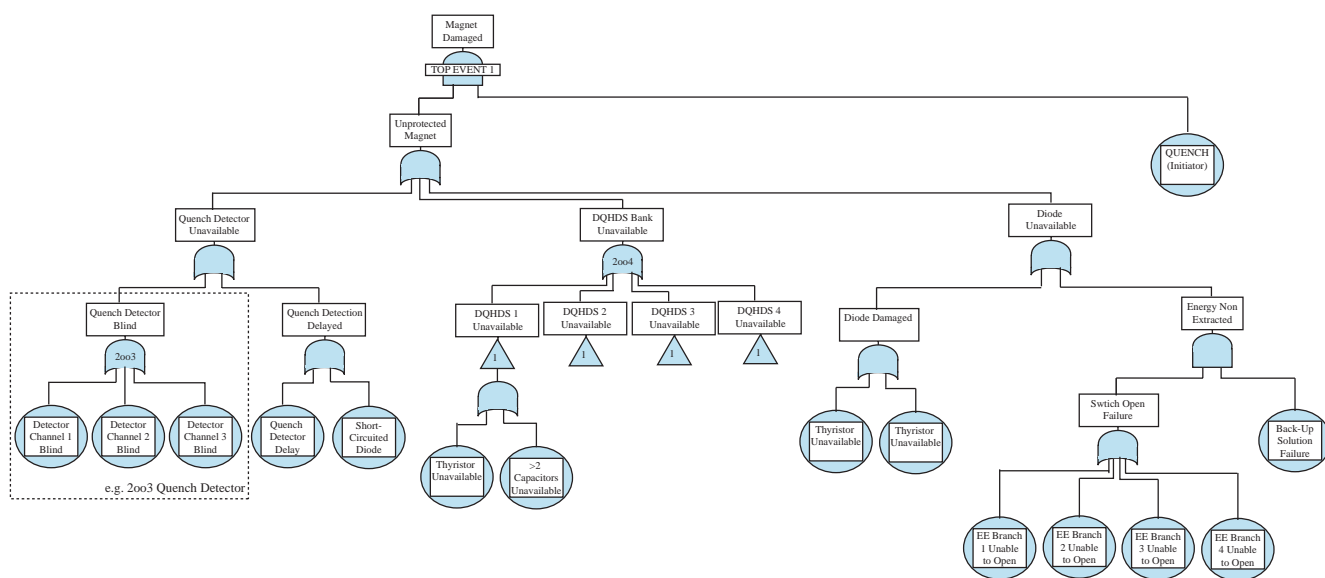 Magnet
Damaged
TOP EVENT 1
Unprotected
Magnet
QUENCH
(Initiator)
Quench Detector
Unavailable
DQHDS Bank
Unavailable
Diode
Unavailable
2oo4
Quench Detector
Blind
Quench Detection
Delayed
DQHDS 1
Unavailable
DQHDS 2
Unavailable
DQHDS 3
Unavailable
DQHDS 4
Unavailable
Diode Damaged
Energy Non
Extracted
2oo3
1
1
1
1
Swtich Open
Failure
Detector
Channel 1
Blind
Detector
Channel 2
Blind
Detector
Channel 3
Blind
Quench
Detector
Delay
Short-
Circuited
Diode
Thyristor
Unavailable
Thyristor
Unavailable
Back-Up
Solution
Failure
Thyristor
Unavailable
>2
Capacitors
Unavailable
e.g. 2oo3 Quench Detector
EE Branch
1 Unable
to Open
EE Branch
2 Unable to
Open
EE Branch
3 Unable to
Open
EE Branch
4 Unable
to Open